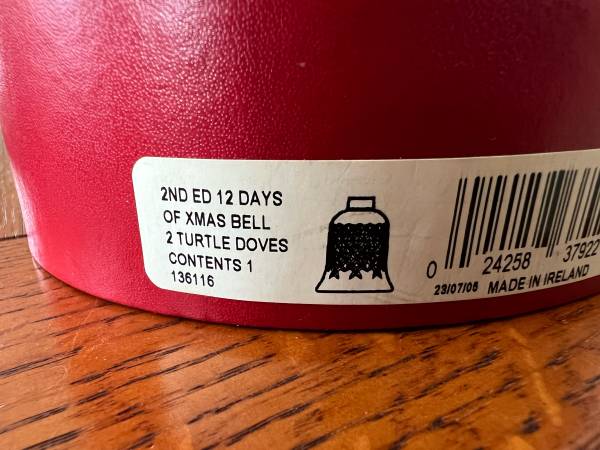 2ND ED 12 DAYS
OF XMAS BELL
2 TURTLE DOVES
CONTENTS 1
136116
0 24258 37922
23/07/05 MADE IN IRELAND